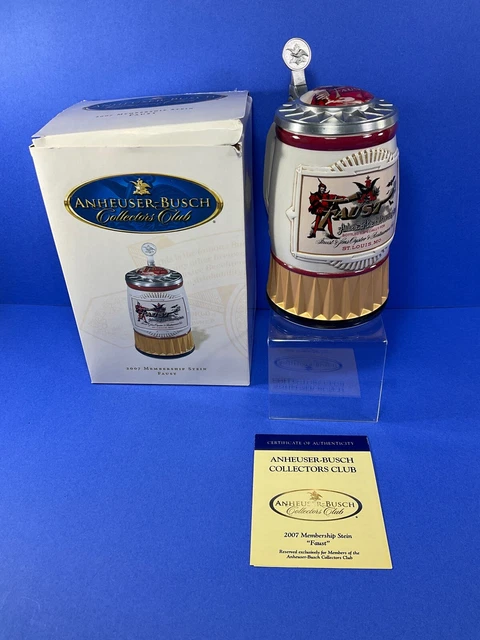 ANHEUSER-BUSCH
Collectors Club
2007 MEMBERSHIP STEIN
FAUST
FAUST
ST. LOUIS, MO.
CERTIFICATE OF AUTHENTICITY
ANHEUSER-BUSCH
COLLECTORS CLUB
ANHEUSER-BUSCH
Collectors Club
2007 Membership Stein
"Faust"
Reserved exclusively for Members of the
Anheuser-Busch Collectors Club